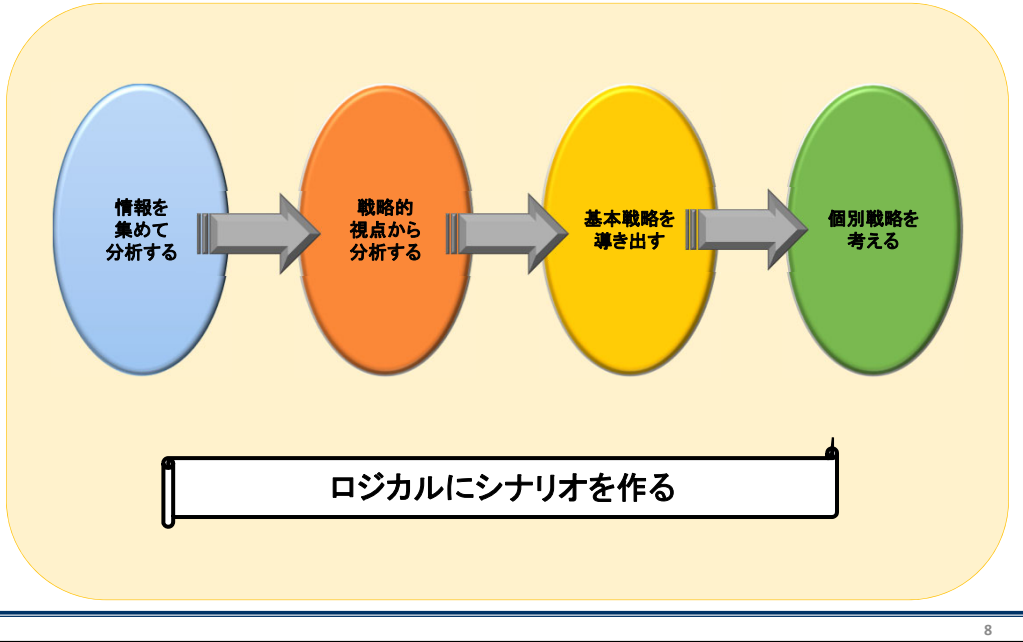 情報を
集めて
分析する
戦略的
視点から
分析する
基本戦略を
導き出す
個別戦略を
考える
ロジカルにシナリオを作る
8